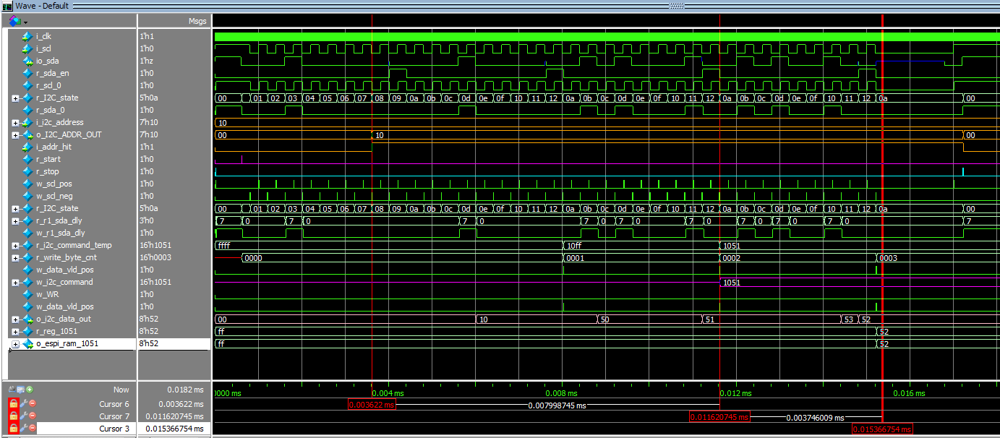 Wave - Default
Msgs
i_clk 1'h1
i_scl 1'h0
io_sda 1'hz
r_sda_en 1'h0
r_scl_0 1'h0
r_I2C_state 5'h0a 00 01 02 03 04 05 06 07 08 09 0a 0b 0c 0d 0e 0f 10 11 12 0a 0b 0c 0d 0e 0f 10 11 12 0a 0b 0c 0d 0e 0f 10 11 12 0a 00
r_sda_0 1'h0
i_i2c_address 7'h10 10
o_I2C_ADDR_OUT 7'h10 00 10 00
i_addr_hit 1'h1
r_start 1'h0
r_stop 1'h0
w_scl_pos 1'h0
w_scl_neg 1'h0
r_I2C_state 5'h0a 00 01 02 03 04 05 06 07 08 09 0a 0b 0c 0d 0e 0f 10 11 12 0a 0b 0c 0d 0e 0f 10 11 12 0a 0b 0c 0d 0e 0f 10 11 12 0a 00
r_r1_sda_dly 3'h0 7 0 7 0 7 0 7 0 7 0 7 0 7 0 7 0 7 0 7
w_r1_sda_dly 1'h0
r_i2c_command_temp 16'h1051 ffff 10ff 1051
r_write_byte_cnt 16'h0003 0000 0001 0002 0003
w_data_vld_pos 1'h0
w_i2c_command 16'h1051 1051
w_WR 1'h0
w_data_vld_pos 1'h0
o_i2c_data_out 8'h52 00 10 50 51 53 52
r_reg_1051 8'h52 ff 52
o_espi_ram_1051 8'h52 ff 52
Now 0.0182 ms 0000 ms 0.004 ms 0.008 ms 0.012 ms 0.016 ms
Cursor 6 0.003622 ms 0.003622 ms 0.007998745 ms
Cursor 7 0.011620745 ms 0.011620745 ms 0.003746009 ms
Cursor 3 0.015366754 ms 0.015366754 ms